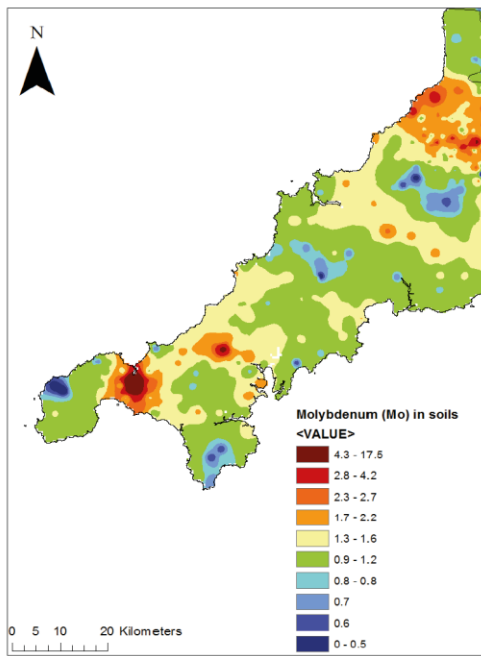 N
Molybdenum (Mo) in soils
<VALUE>
4.3 - 17.5
2.8 - 4.2
2.3 - 2.7
1.7 - 2.2
1.3 - 1.6
0.9 - 1.2
0.8 - 0.8
0.7
0.6
0 - 0.5
0 5 10 20 Kilometers